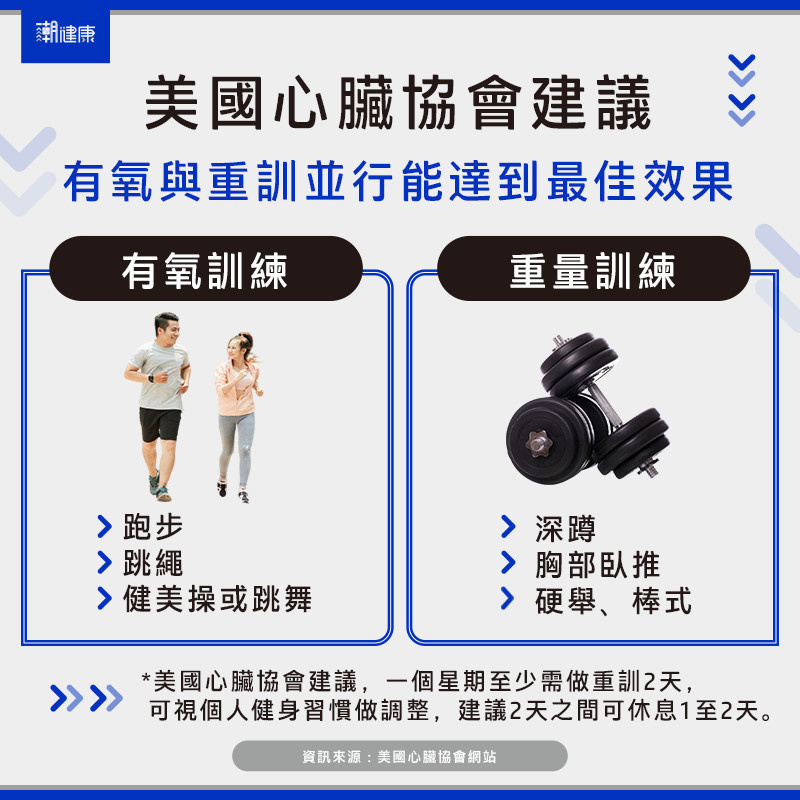 潮健康
美國心臟協會建議
有氧與重訓並行能達到最佳效果
有氧訓練
跑步
跳繩
健美操或跳舞
重量訓練
深蹲
胸部臥推
硬舉、棒式
*美國心臟協會建議，一個星期至少需做重訓2天，
可視個人健身習慣做調整，建議2天之間可休息1至2天。
資訊來源：美國心臟協會網站